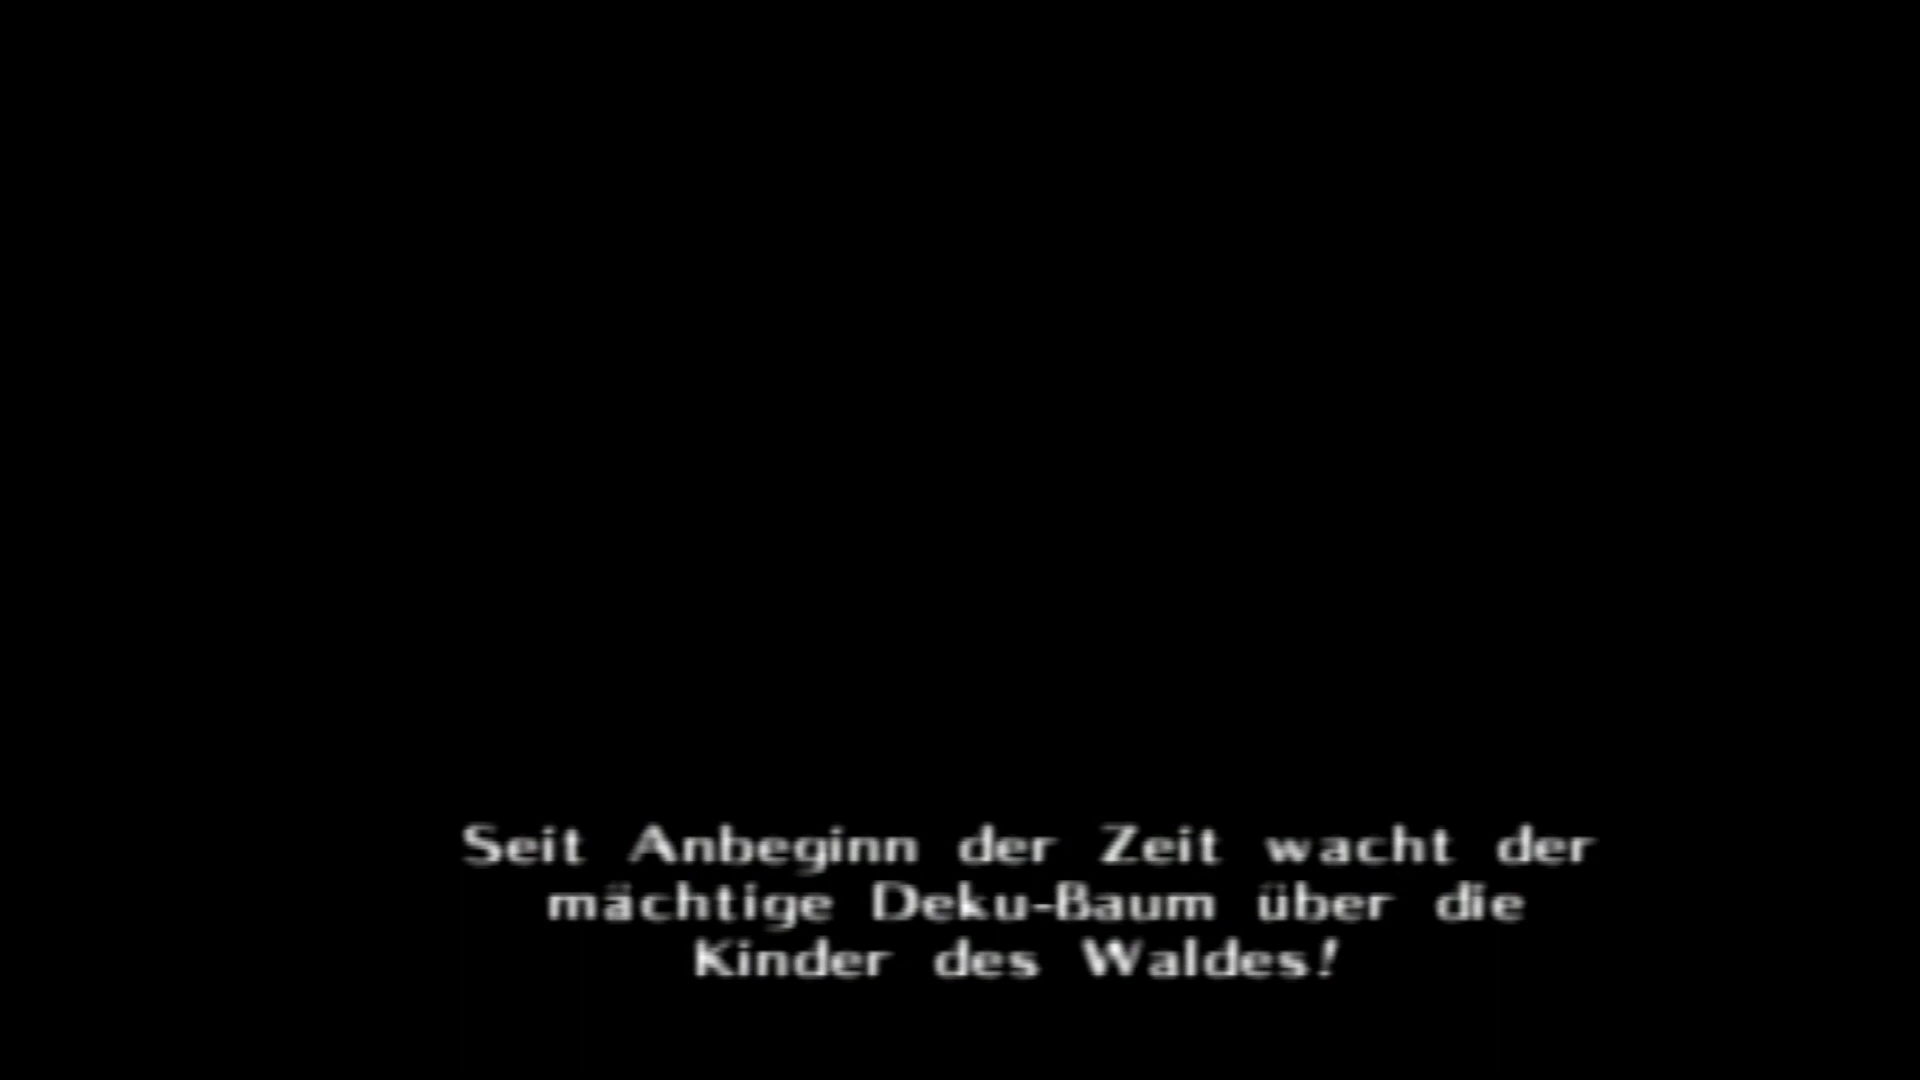 Seit Anbeginn der Zeit wacht der
mächtige Deku-Baum über die
Kinder des Waldes!